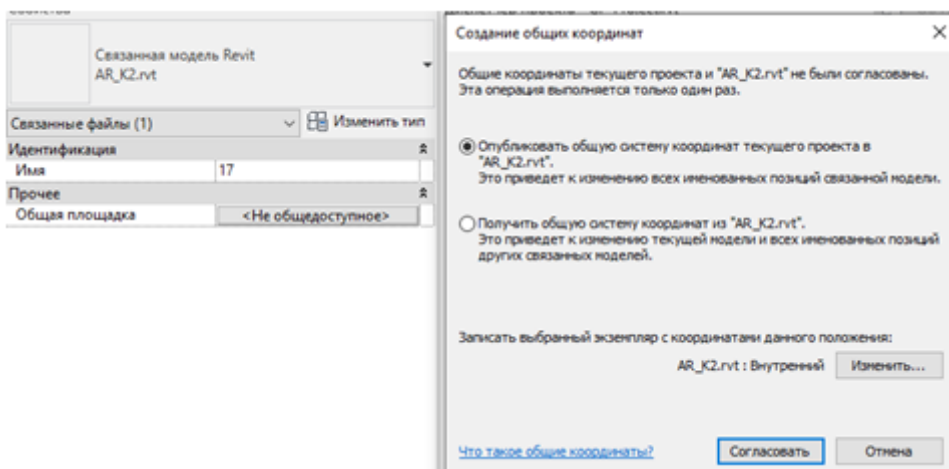 Связанная модель Revit
AR_K2.rvt
Связанные файлы (1)
Изменить тип
Идентификация
Имя
17
Прочее
Общая площадка
<Не общедоступное>
Создание общих координат
Общие координаты текущего проекта и "AR_K2.rvt" не были согласованы.
Эта операция выполняется только один раз.
Опубликовать общую систему координат текущего проекта в
"AR_K2.rvt".
Это приведет к изменению всех именованных позиций связанной модели.
Получить общую систему координат из "AR_K2.rvt".
Это приведет к изменению текущей модели и всех именованных позиций
других связанных моделей.
Записать выбранный экземпляр с координатами данного положения:
AR_K2.rvt : Внутренний
Изменить...
Что такое общие координаты?
Согласовать
Отмена